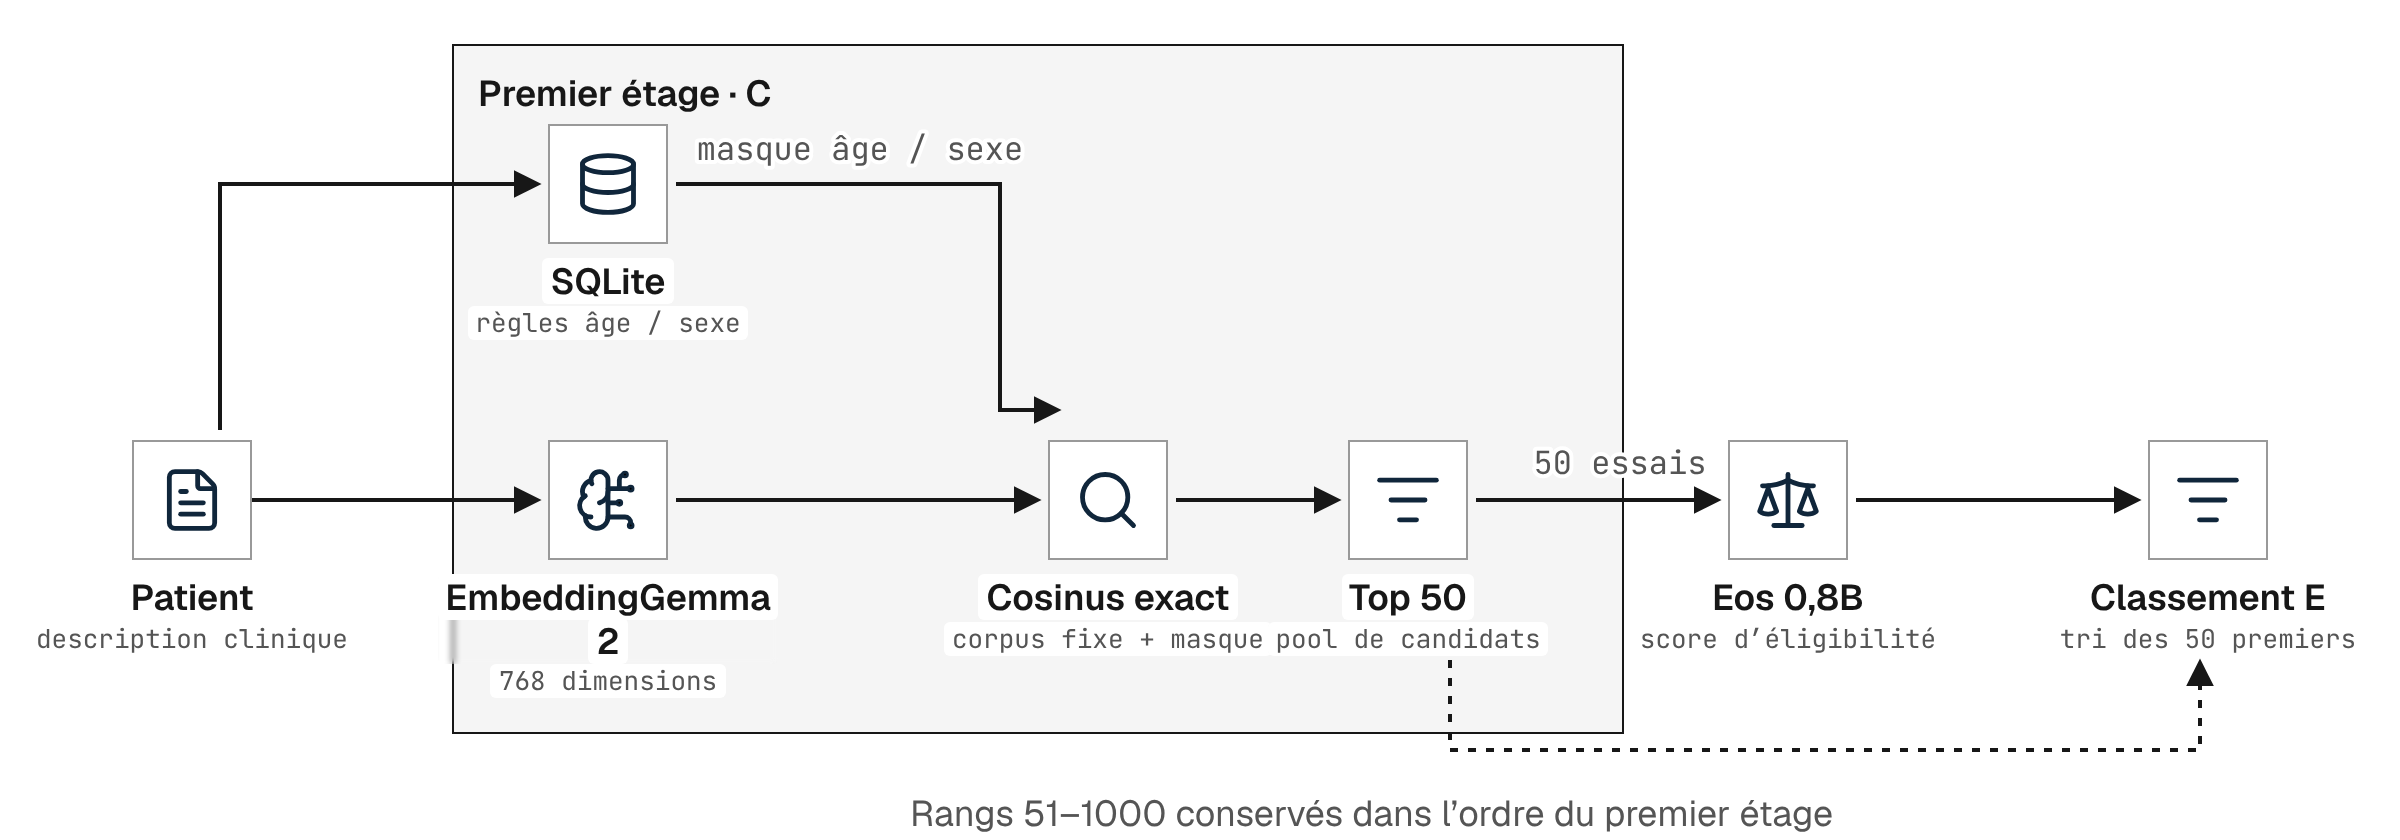 Premier étage · C
masque âge / sexe
SQLite
règles âge / sexe
50 essais
Patient
description clinique
EmbeddingGemma
2
768 dimensions
Cosinus exact
corpus fixe + masque
Top 50
pool de candidats
Eos 0,8B
score d’éligibilité
Classement E
tri des 50 premiers
Rangs 51–1000 conservés dans l’ordre du premier étage